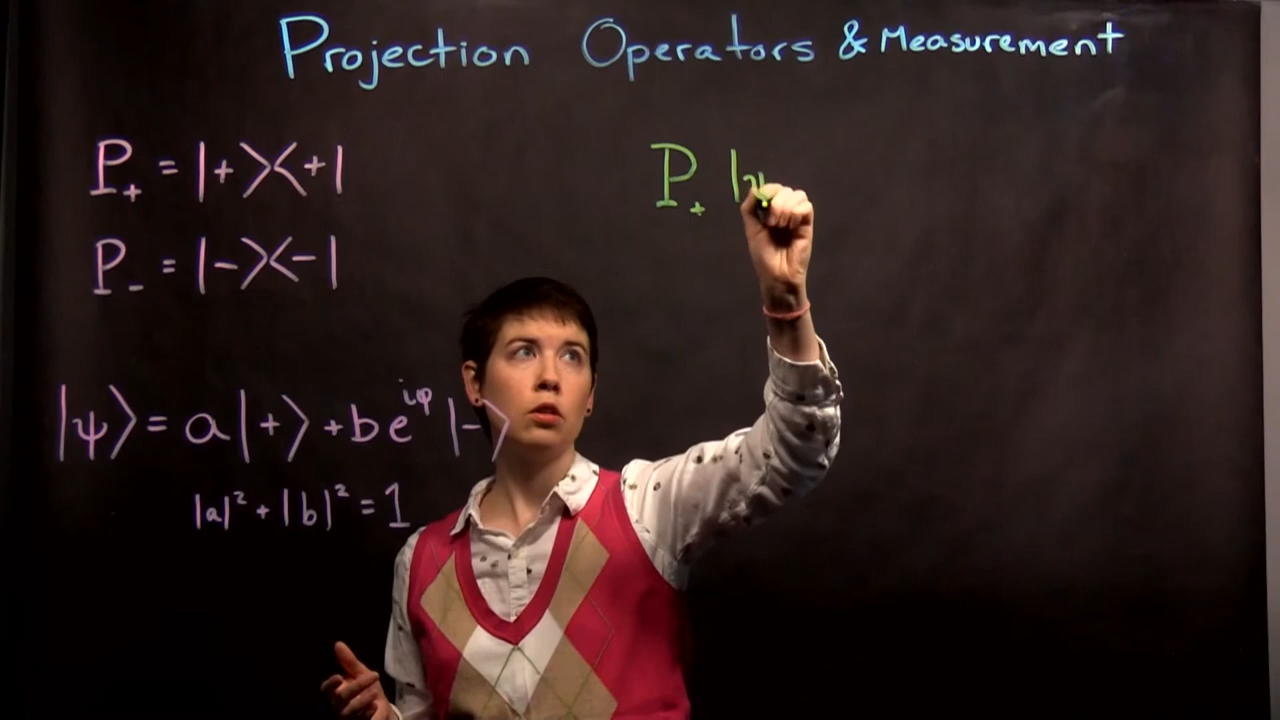 Projection Operators & Measurement
P₊ = |+><+|
P₋ = |-><-|
|ψ> = a|+> + be^{iφ} |->
|a|² + |b|² = 1
P₊ |ψ